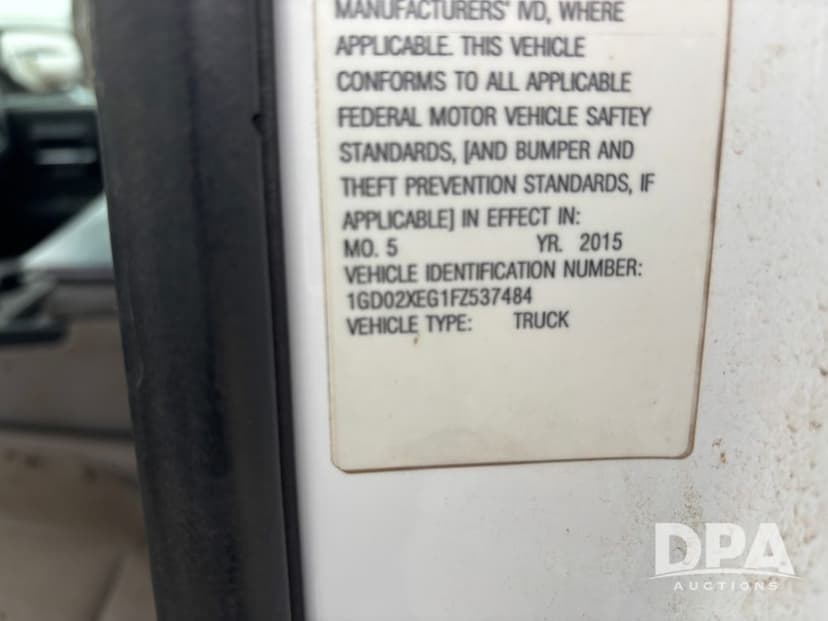 MANUFACTURERS' IVD, WHERE
APPLICABLE. THIS VEHICLE
CONFORMS TO ALL APPLICABLE
FEDERAL MOTOR VEHICLE SAFTEY
STANDARDS, [AND BUMPER AND
THEFT PREVENTION STANDARDS, IF
APPLICABLE] IN EFFECT IN:
MO. 5 YR. 2015
VEHICLE IDENTIFICATION NUMBER:
1GD02XEG1FZ537484
VEHICLE TYPE: TRUCK
DPA
AUCTIONS